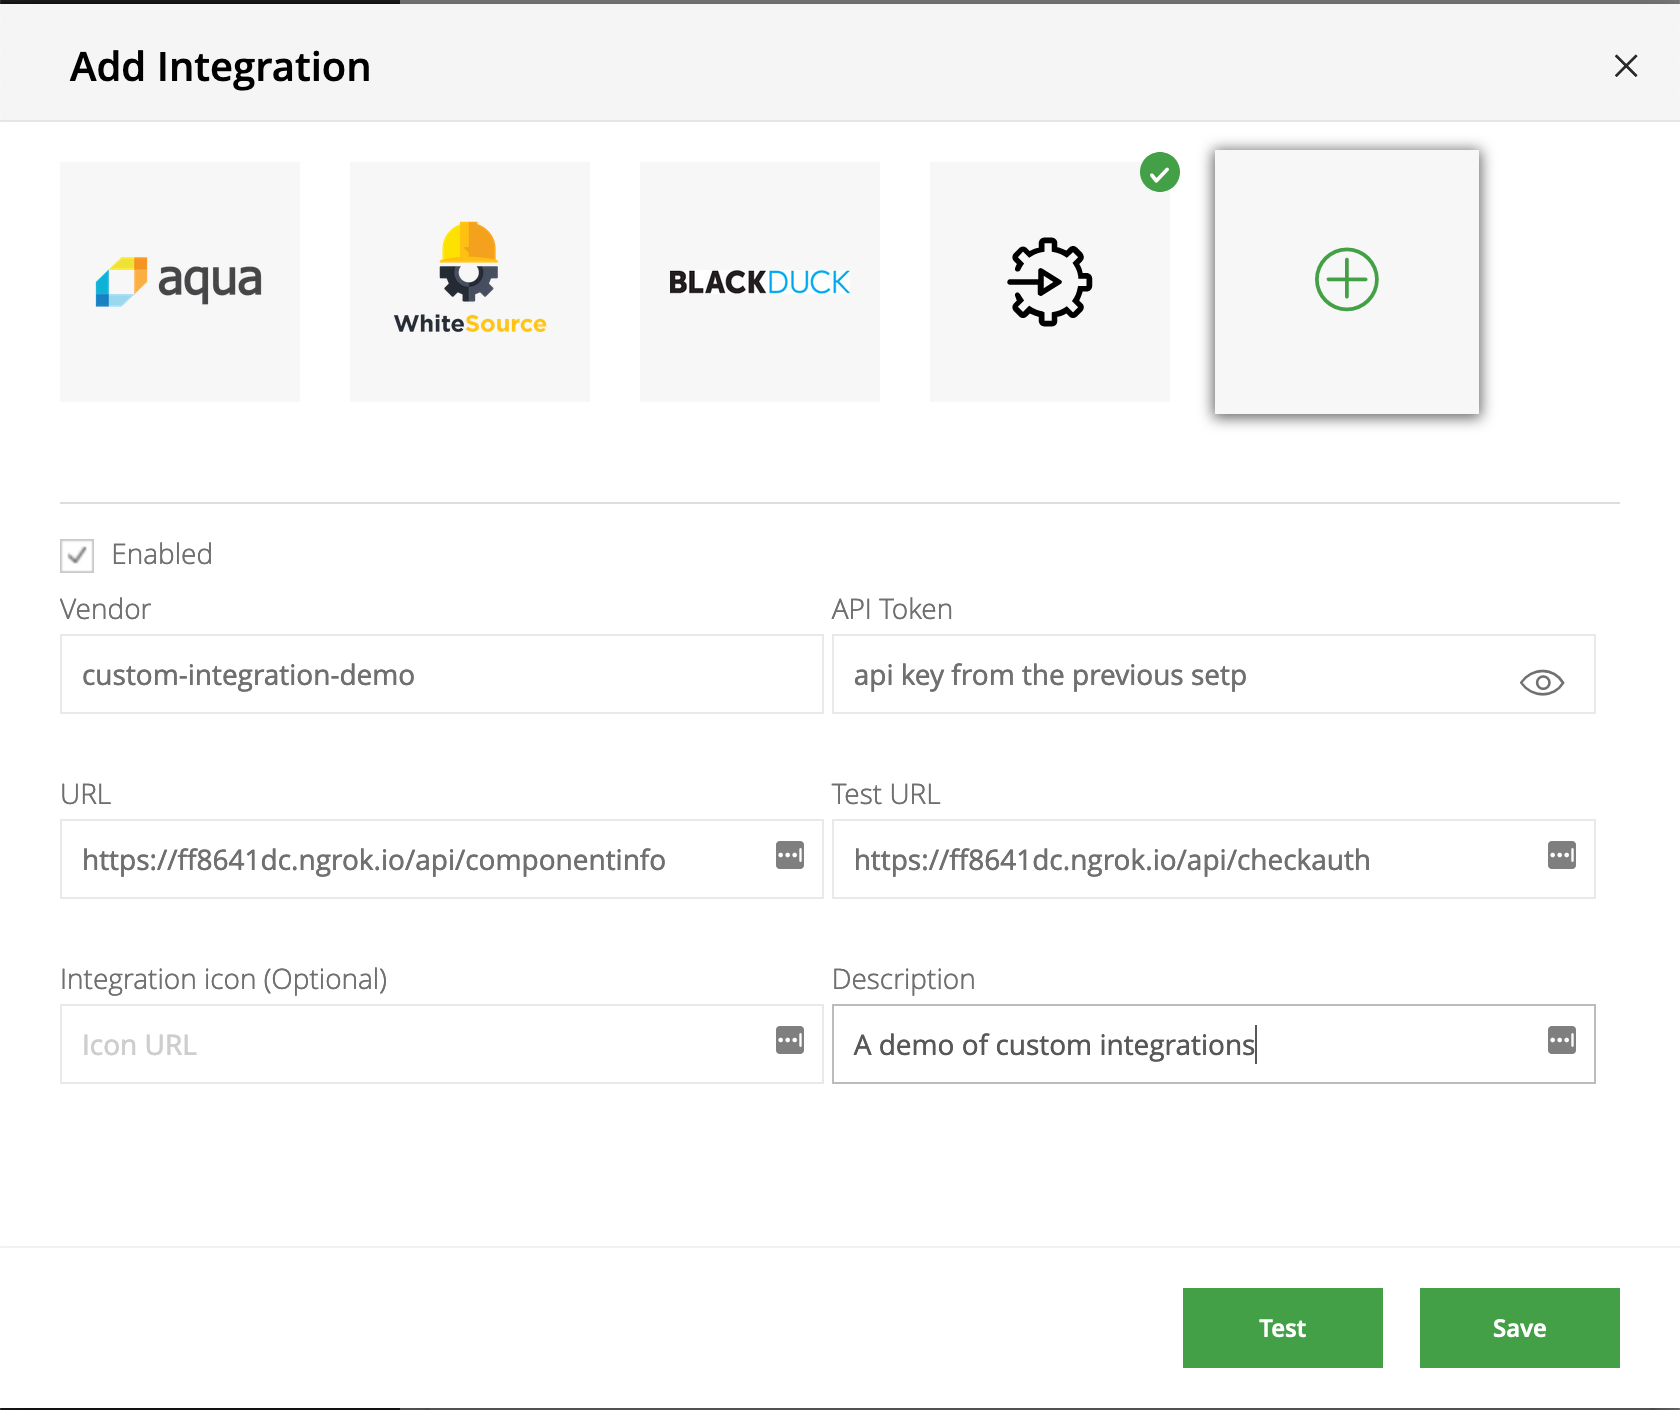 Add Integration
aqua
WhiteSource
BLACKDUCK
Enabled
Vendor
API Token
custom-integration-demo
api key from the previous setp
URL
Test URL
https://ff8641dc.ngrok.io/api/componentinfo
https://ff8641dc.ngrok.io/api/checkauth
Integration icon (Optional)
Description
Icon URL
A demo of custom integrations
Test
Save